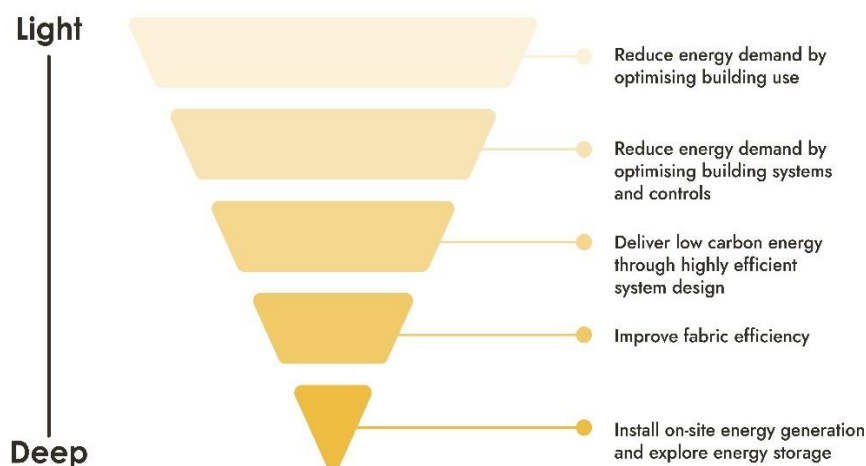 Light
Reduce energy demand by
optimising building use
Reduce energy demand by
optimising building systems
and controls
Deliver low carbon energy
through highly efficient
system design
Improve fabric efficiency
Install on-site energy generation
and explore energy storage
Deep